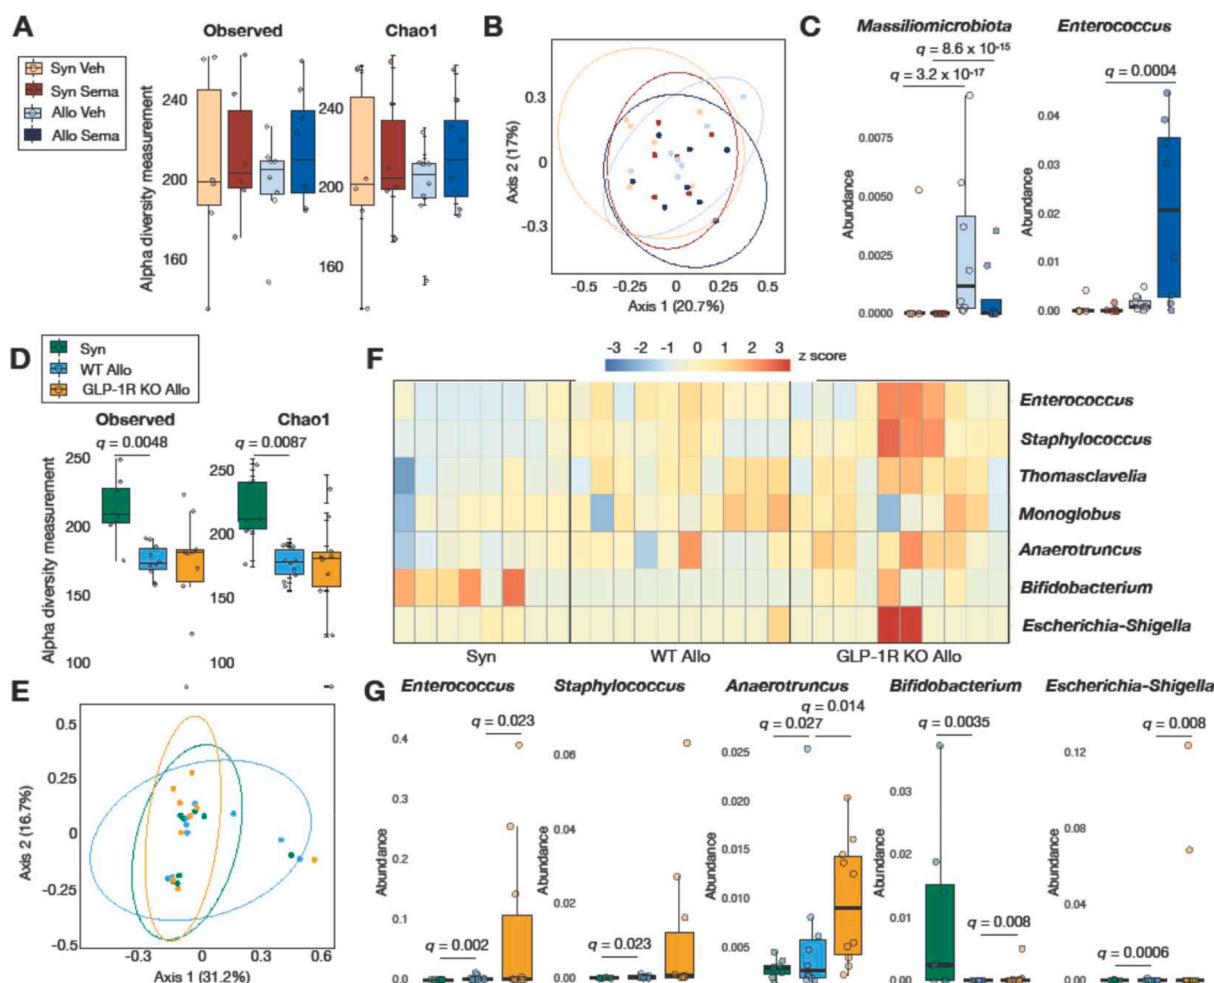 A
Observed
Chao1
Syn Veh
Syn Sema
Allo Veh
Allo Sema
Alpha diversity measurement
240
200
160
240
200
160
B
Axis 2 (17%)
0.3
0
-0.3
-0.5
-0.25
0
0.25
0.5
Axis 1 (20.7%)
C
Massiliomicrobiota
q = 8.6 x 10-15
q = 3.2 x 10-17
Abundance
0.0075
0.0050
0.0025
0.0000
Enterococcus
q = 0.0004
Abundance
0.04
0.03
0.02
0.01
0.00
D
Syn
WT Allo
GLP-1R KO Allo
Observed
Chao1
q = 0.0048
q = 0.0087
Alpha diversity measurement
250
200
150
100
250
200
150
100
F
-3
-2
-1
0
1
2
3
z score
Enterococcus
Staphylococcus
Thomasclavelia
Monoglobus
Anaerotruncus
Bifidobacterium
Escherichia-Shigella
Syn
WT Allo
GLP-1R KO Allo
E
Axis 2 (16.7%)
0.5
0.25
0
-0.25
-0.5
-0.3
0
0.3
0.6
Axis 1 (31.2%)
G
Enterococcus
q = 0.023
q = 0.002
Abundance
0.4
0.3
0.2
0.1
0.0
Staphylococcus
q = 0.023
Abundance
0.06
0.04
0.02
0.00
Anaerotruncus
q = 0.014
q = 0.027
Abundance
0.025
0.020
0.015
0.010
0.005
Bifidobacterium
q = 0.0035
q = 0.008
Abundance
0.03
0.02
0.01
0.00
Escherichia-Shigella
q = 0.008
q = 0.0006
Abundance
0.12
0.08
0.04
0.00